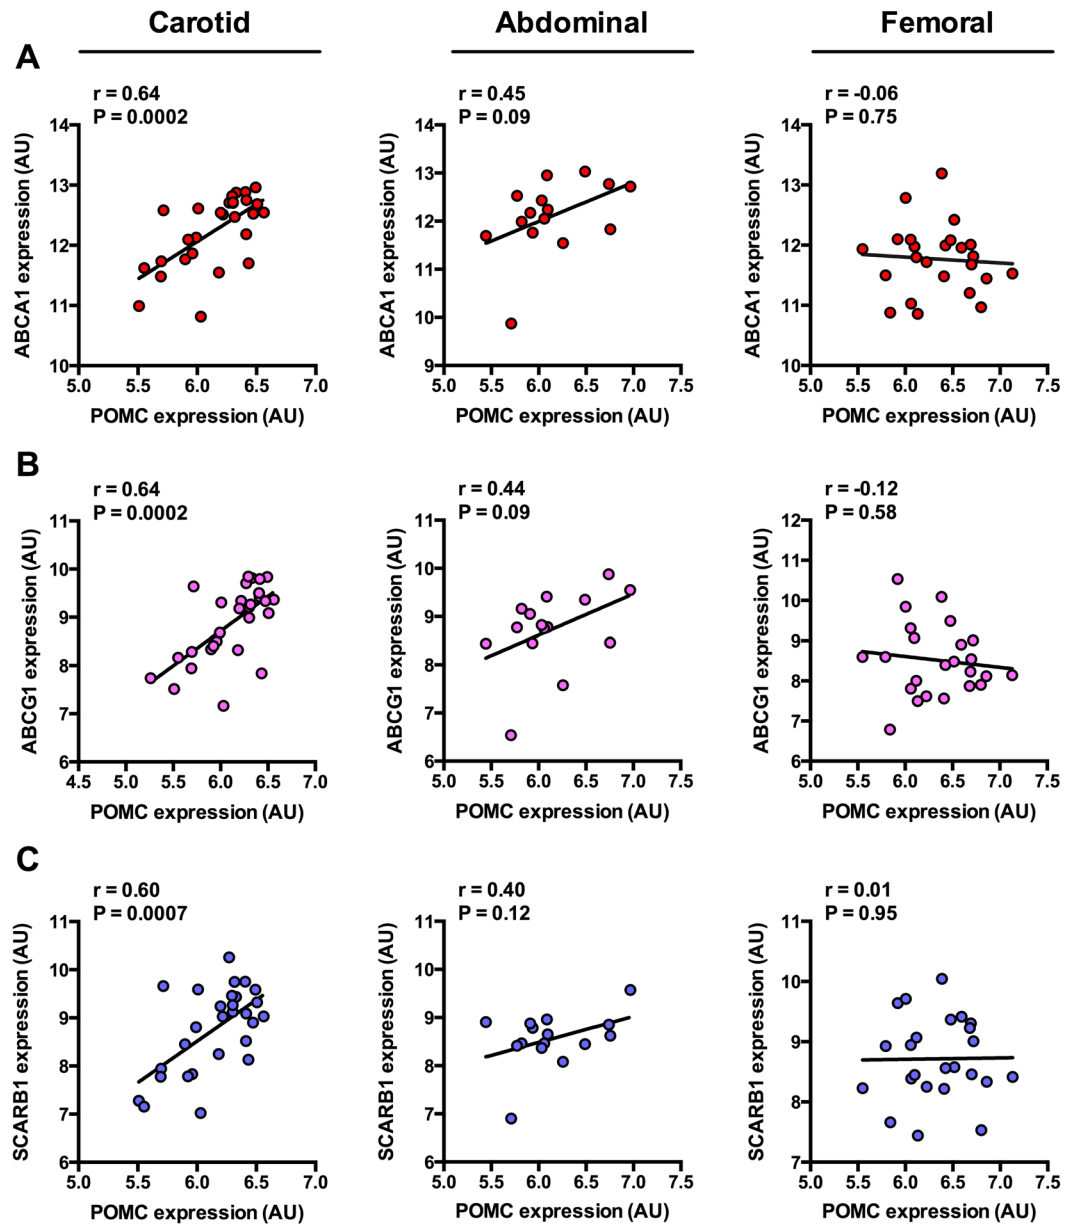 Carotid Abdominal Femoral
A
r = 0.64
P = 0.0002
14
13
12
11
10
ABCA1 expression (AU)
5.0 5.5 6.0 6.5 7.0
POMC expression (AU)
r = 0.45
P = 0.09
14
13
12
11
10
9
ABCA1 expression (AU)
5.0 5.5 6.0 6.5 7.0 7.5
POMC expression (AU)
r = -0.06
P = 0.75
14
13
12
11
10
ABCA1 expression (AU)
5.0 5.5 6.0 6.5 7.0 7.5
POMC expression (AU)
B
r = 0.64
P = 0.0002
11
10
9
8
7
6
ABCG1 expression (AU)
4.5 5.0 5.5 6.0 6.5 7.0
POMC expression (AU)
r = 0.44
P = 0.09
11
10
9
8
7
6
ABCG1 expression (AU)
5.0 5.5 6.0 6.5 7.0 7.5
POMC expression (AU)
r = -0.12
P = 0.58
12
11
10
9
8
7
6
ABCG1 expression (AU)
5.0 5.5 6.0 6.5 7.0 7.5
POMC expression (AU)
C
r = 0.60
P = 0.0007
11
10
9
8
7
6
SCARB1 expression (AU)
5.0 5.5 6.0 6.5 7.0
POMC expression (AU)
r = 0.40
P = 0.12
11
10
9
8
7
6
SCARB1 expression (AU)
5.0 5.5 6.0 6.5 7.0 7.5
POMC expression (AU)
r = 0.01
P = 0.95
11
10
9
8
7
SCARB1 expression (AU)
5.0 5.5 6.0 6.5 7.0 7.5
POMC expression (AU)